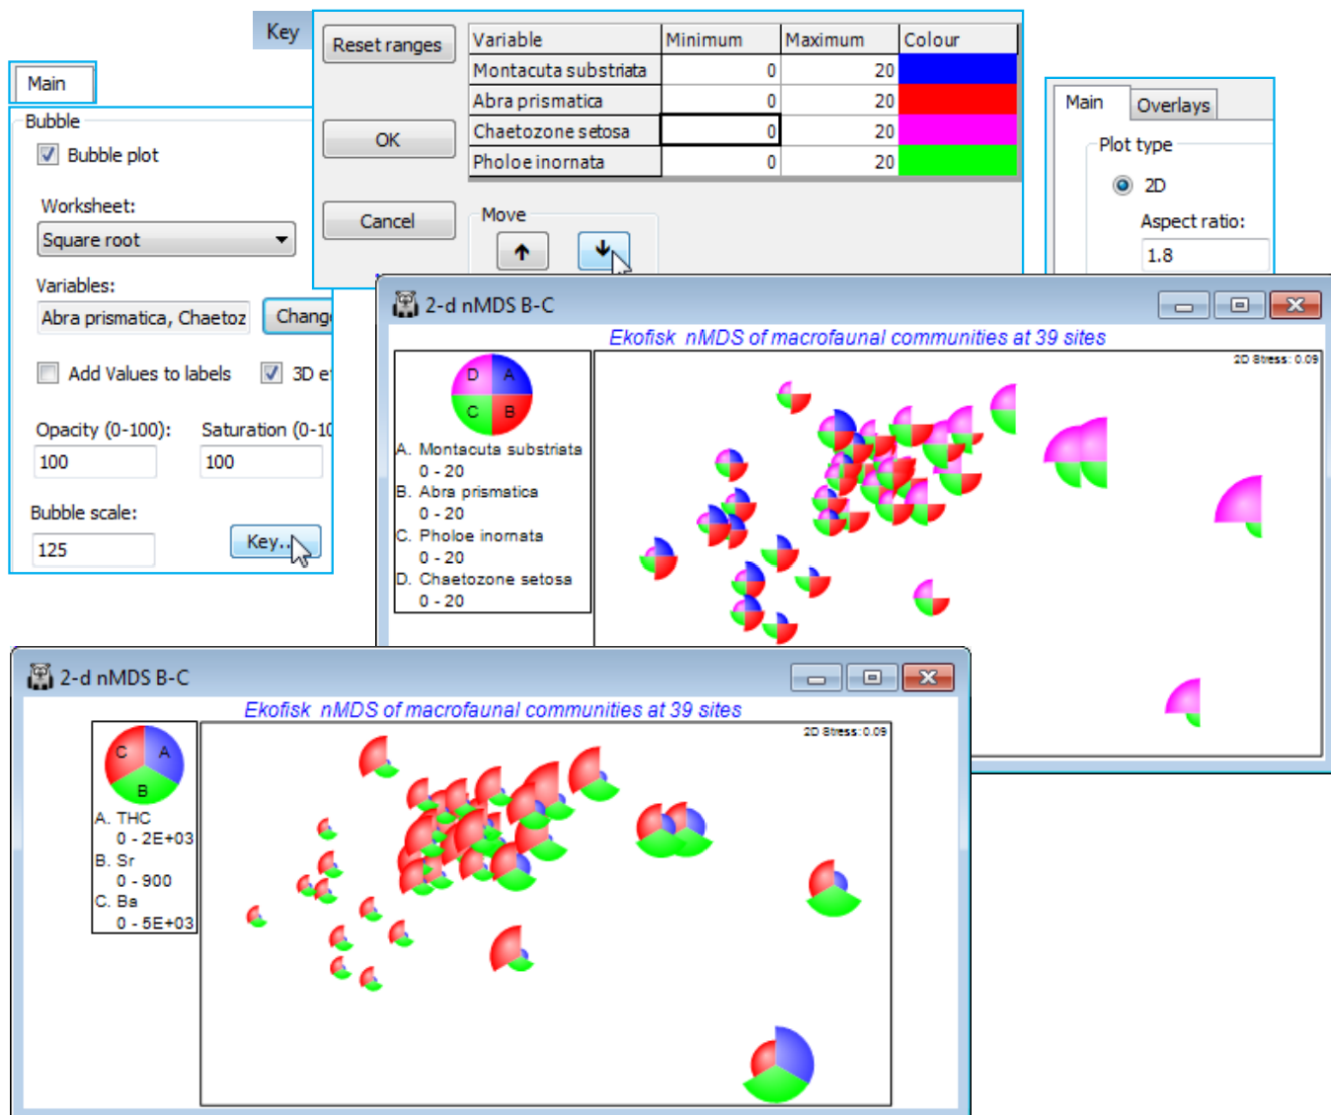 Key
Reset ranges
Variable Minimum Maximum Colour
Montacuta substriata 0 20
Abra prismatica 0 20
Chaetozone setosa 0 20
Pholoe inornata 0 20
OK
Cancel
Move
Main
Bubble
Bubble plot
Worksheet:
Square root
Variables:
Abra prismatica, Chaetoz
Add Values to labels 3D
Opacity (0-100): Saturation (0-10
100 100
Bubble scale:
125
Key..
Main Overlays
Plot type
2D
Aspect ratio:
1.8
2-d nMDS B-C
Ekofisk nMDS of macrofaunal communities at 39 sites
2D Stress: 0.09
D A
C B
A. Montacuta substriata
0 - 20
B. Abra prismatica
0 - 20
C. Pholoe inornata
0 - 20
D. Chaetozone setosa
0 - 20
2-d nMDS B-C
Ekofisk nMDS of macrofaunal communities at 39 sites
2D Stress: 0.09
C A
B
A. THC
0 - 2E+03
B. Sr
0 - 900
C. Ba
0 - 5E+03